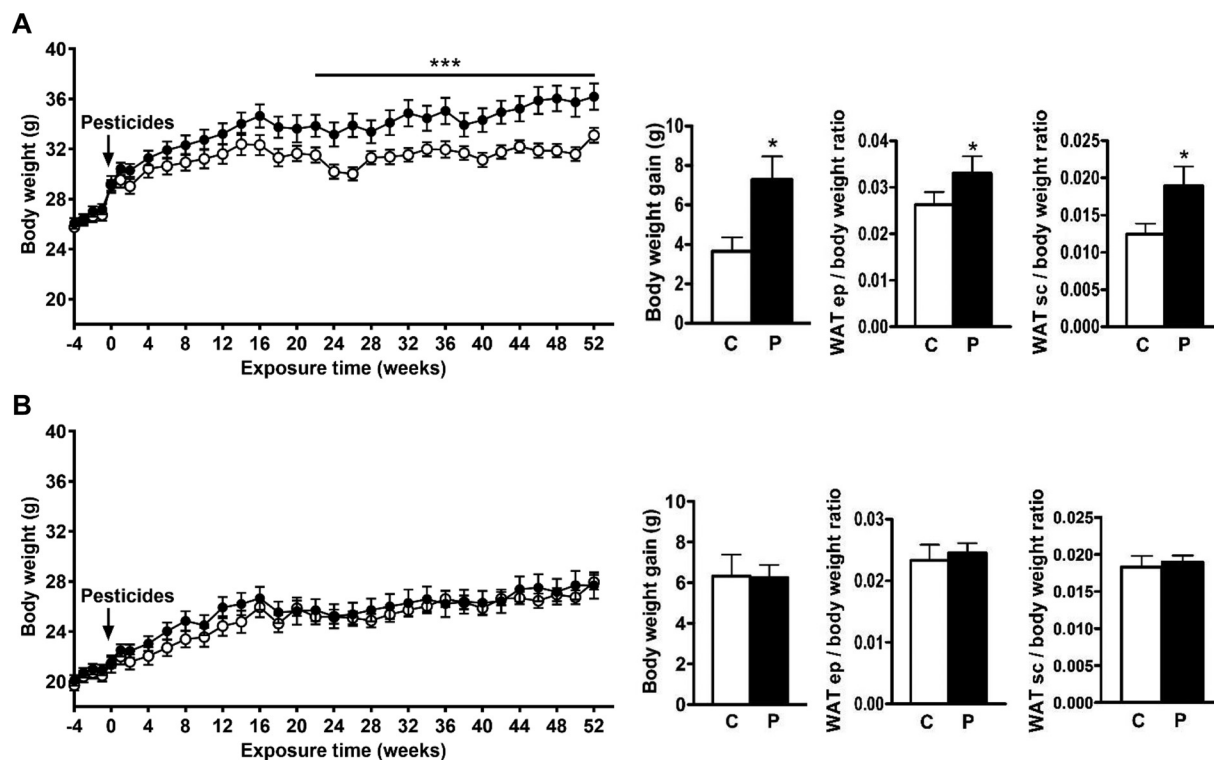 A
Body weight (g)
40
36
32
28
24
20
Pesticides
***
-4 0 4 8 12 16 20 24 28 32 36 40 44 48 52
Exposure time (weeks)
Body weight gain (g)
10
8
6
4
2
0
*
C P
WAT ep / body weight ratio
0.04
0.03
0.02
0.01
0.00
*
C P
WAT sc / body weight ratio
0.025
0.020
0.015
0.010
0.005
0.000
*
C P
B
Body weight (g)
40
36
32
28
24
20
Pesticides
-4 0 4 8 12 16 20 24 28 32 36 40 44 48 52
Exposure time (weeks)
Body weight gain (g)
10
8
6
4
2
0
C P
WAT ep / body weight ratio
0.03
0.02
0.01
0.00
C P
WAT sc / body weight ratio
0.025
0.020
0.015
0.010
0.005
0.000
C P